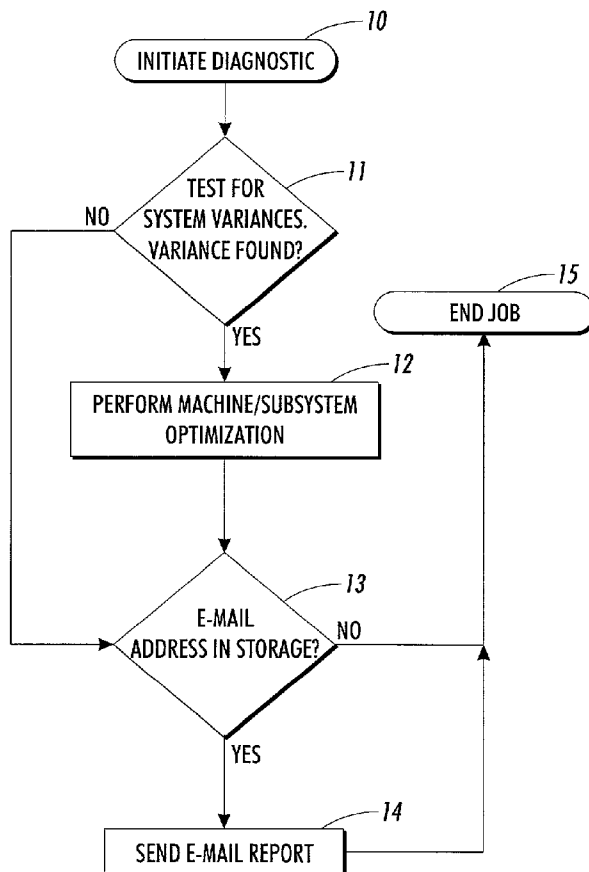 10
INITIATE DIAGNOSTIC
11
TEST FOR
SYSTEM VARIANCES.
VARIANCE FOUND?
NO
YES
15
END JOB
12
PERFORM MACHINE/SUBSYSTEM
OPTIMIZATION
13
E-MAIL
ADDRESS IN STORAGE?
NO
YES
14
SEND E-MAIL REPORT